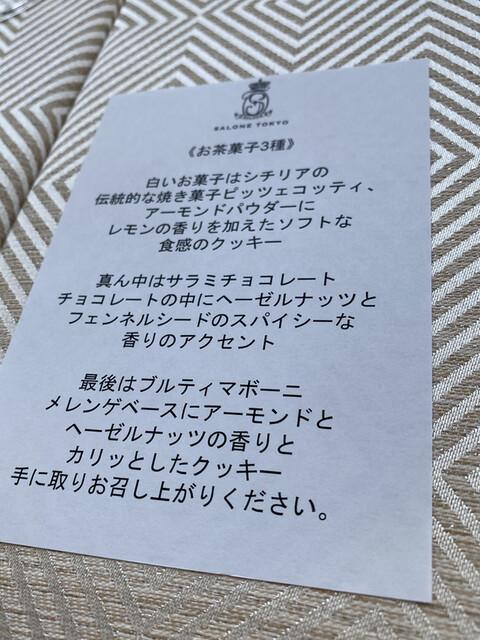 SALONE TOKYO
《お茶菓子3種》
白いお菓子はシチリアの
伝統的な焼き菓子ピッツェコッティ、
アーモンドパウダーに
レモンの香りを加えたソフトな
食感のクッキー
真ん中はサラミチョコレート
チョコレートの中にヘーゼルナッツと
フェンネルシードのスパイシーな
香りのアクセント
最後はブルティマボーニ
メレンゲベースにアーモンドと
ヘーゼルナッツの香りと
カリッとしたクッキー
手に取りお召し上がりください。